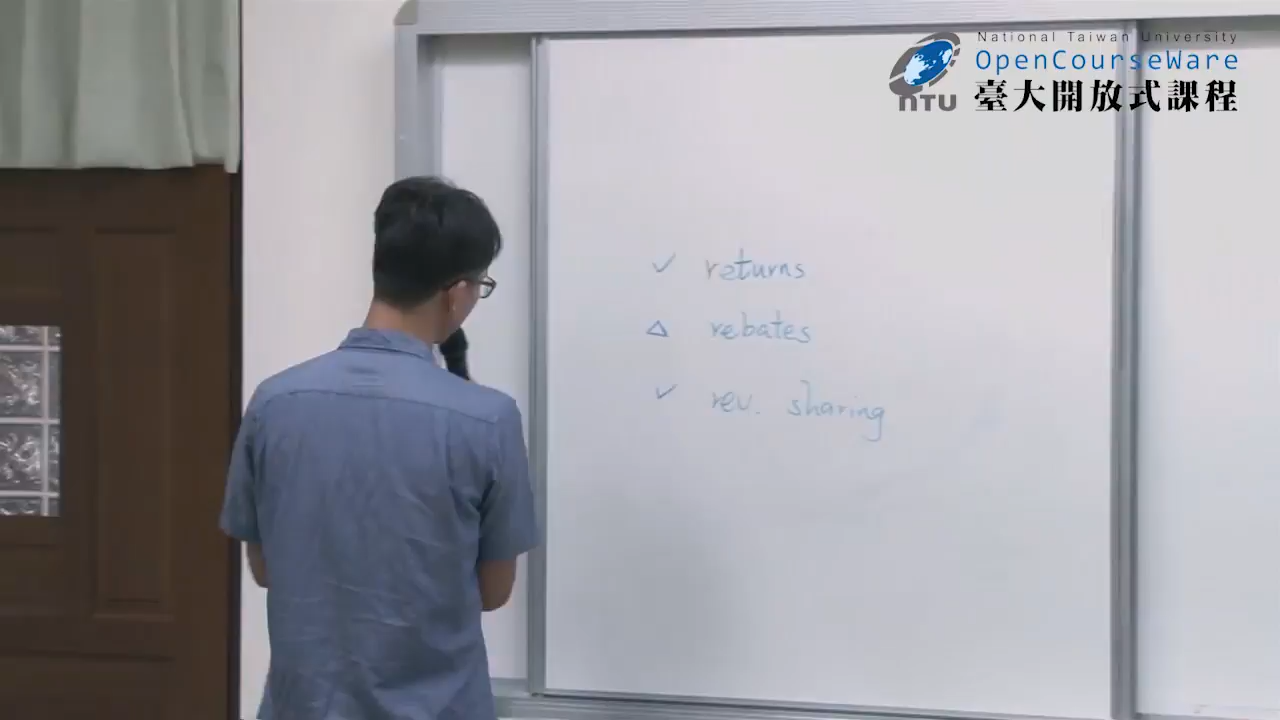 National Taiwan University
OpenCourseWare
NTU 臺大開放式課程
✓ returns
△ rebates
✓ rev. sharing